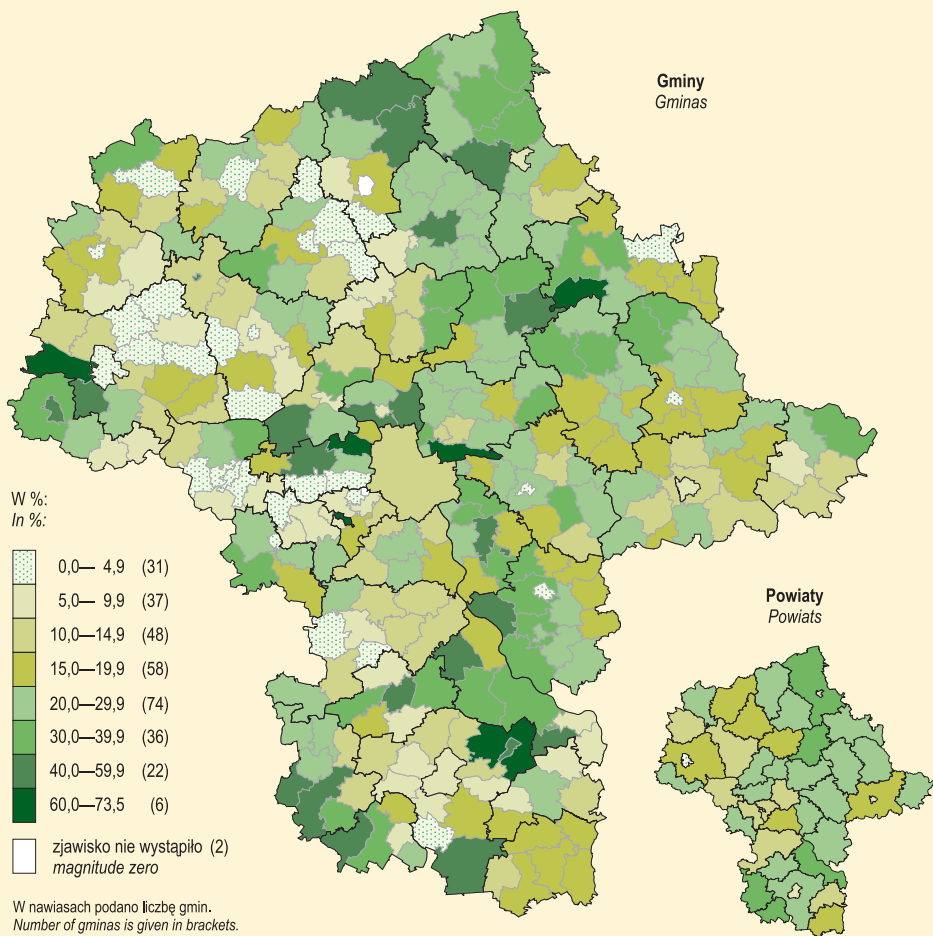 Gminy
Gminas
W %:
In %:
0,0— 4,9 (31)
5,0— 9,9 (37)
10,0—14,9 (48)
15,0—19,9 (58)
20,0—29,9 (74)
30,0—39,9 (36)
40,0—59,9 (22)
60,0—73,5 (6)
zjawisko nie wystąpiło (2)
magnitude zero
W nawiasach podano liczbę gmin.
Number of gminas is given in brackets.
Powiaty
Powiats